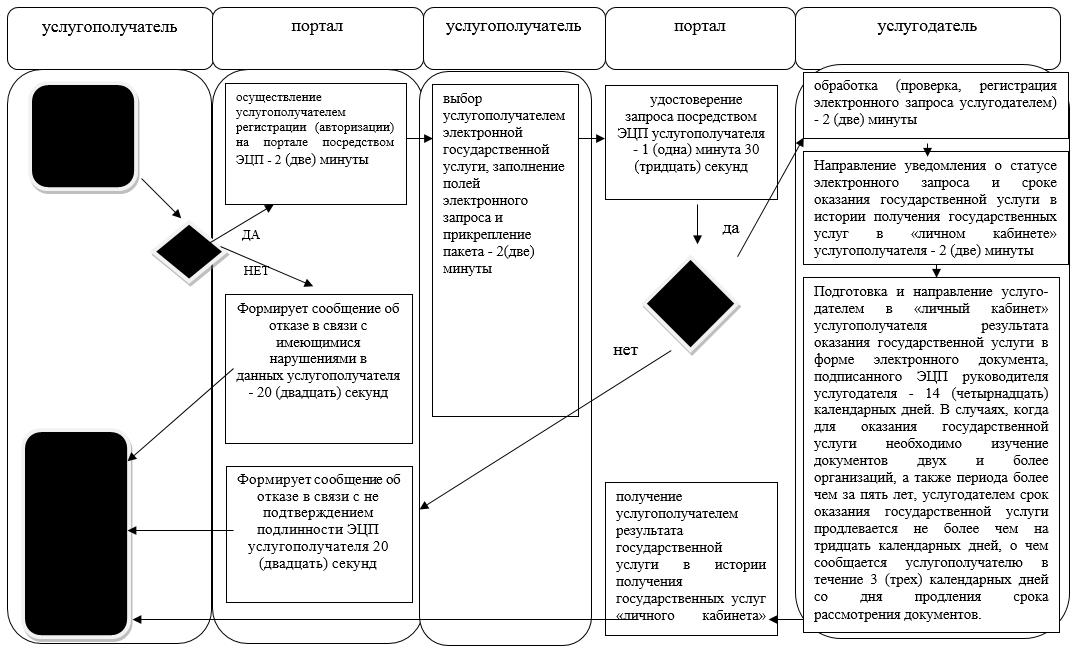 услугополучатель
портал
услугополучатель
портал
услугодатель
осуществление
услугополучателем
регистрации (авторизации)
на портале посредством
ЭЦП - 2 (две) минуты
ДА
НЕТ
Формирует сообщение об
отказе в связи с
имеющимися
нарушениями в
данных услугополучателя
- 20 (двадцать) секунд
Формирует сообщение об
отказе в связи с не
подтверждением
подлинности ЭЦП
услугополучателя 20
(двадцать) секунд
выбор
услугополучателем
электронной
государственной
услуги, заполнение
полей
электронного
запроса и
прикрепление
пакета - 2(две)
минуты
удостоверение
запроса посредством
ЭЦП услугополучателя
- 1 (одна) минута 30
(тридцать) секунд
да
нет
получение
услугополучателем
результата
государственной
услуги в истории
получения
государственных услуг
«личного кабинета»
обработка (проверка, регистрация
электронного запроса услугодателем)
- 2 (две) минуты
Направление уведомления о статусе
электронного запроса и сроке
оказания государственной услуги в
истории получения государственных
услуг в «личном кабинете»
услугополучателя - 2 (две) минуты
Подготовка и направление услуго-
дателем в «личный кабинет»
услугополучателя результата
оказания государственной услуги в
форме электронного документа,
подписанного ЭЦП руководителя
услугодателя - 14 (четырнадцать)
календарных дней. В случаях, когда
для оказания государственной
услуги необходимо изучение
документов двух и более
организаций, а также периода более
чем за пять лет, услугодателем срок
оказания государственной услуги
продлевается не более чем на
тридцать календарных дней, о чем
сообщается услугополучателю в
течение 3 (трех) календарных дней
со дня продления срока
рассмотрения документов.